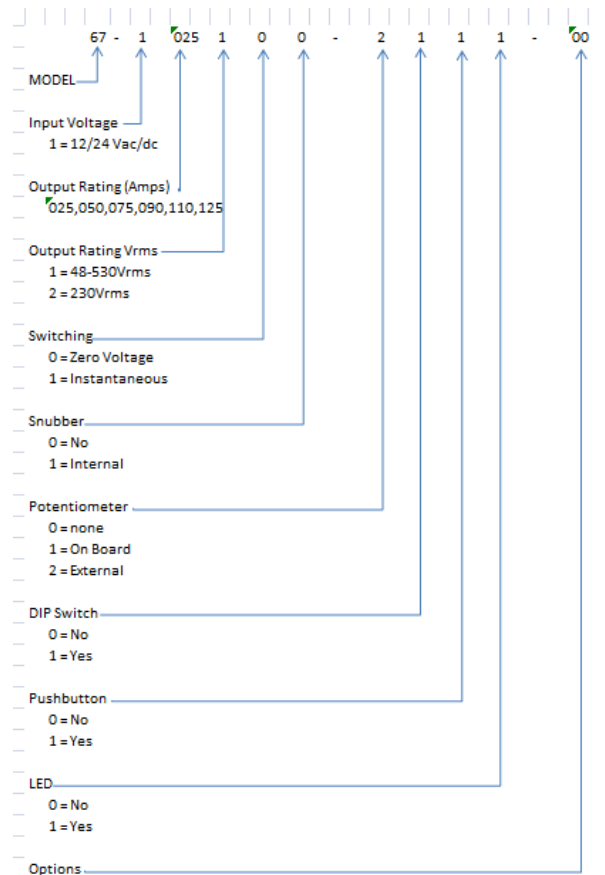 67 - 1 025 1 0 0 - 2 1 1 1 - 00
MODEL
Input Voltage
1 = 12/24 Vac/dc
Output Rating (Amps)
025,050,075,090,110,125
Output Rating Vrms
1 = 48-530Vrms
2 = 230Vrms
Switching
0 = Zero Voltage
1 = Instantaneous
Snubber
0 = No
1 = Internal
Potentiometer
0 = none
1 = On Board
2 = External
DIP Switch
0 = No
1 = Yes
Pushbutton
0 = No
1 = Yes
LED
0 = No
1 = Yes
Options